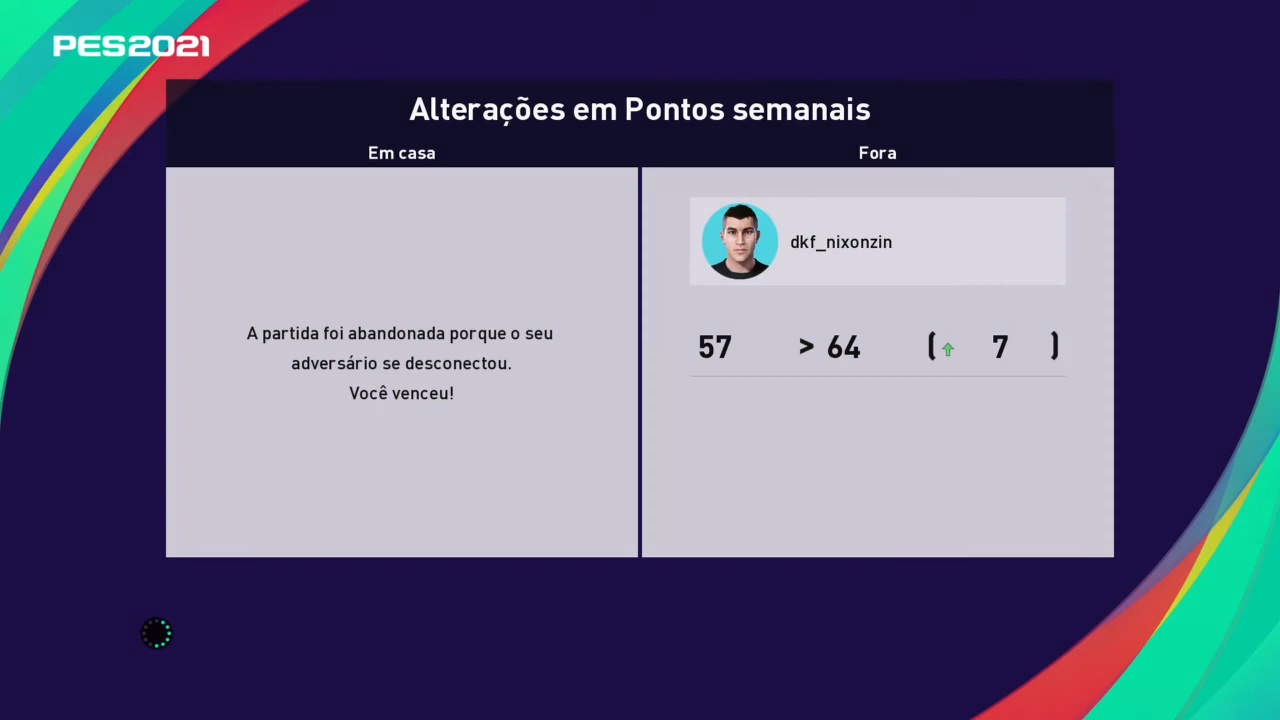 PES2021
Alterações em Pontos semanais
Em casa
Fora
A partida foi abandonada porque o seu
adversário se desconectou.
Você venceu!
dkf_nixonzin
57 > 64 ( 7 )